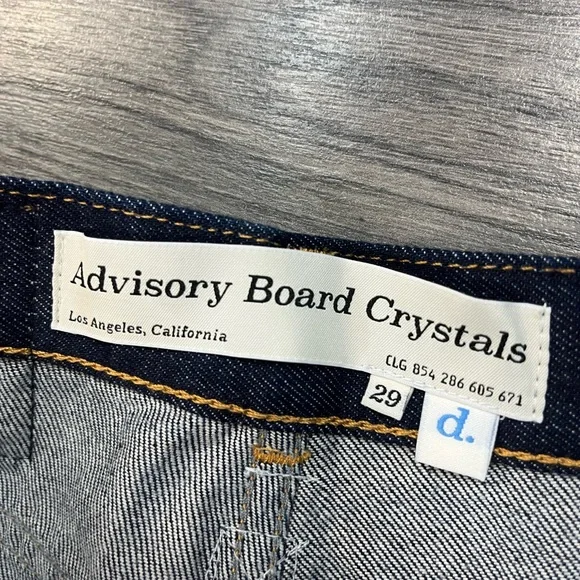 Advisory Board Crystals
Los Angeles, California
CLG 854 286 605 671
29
d.